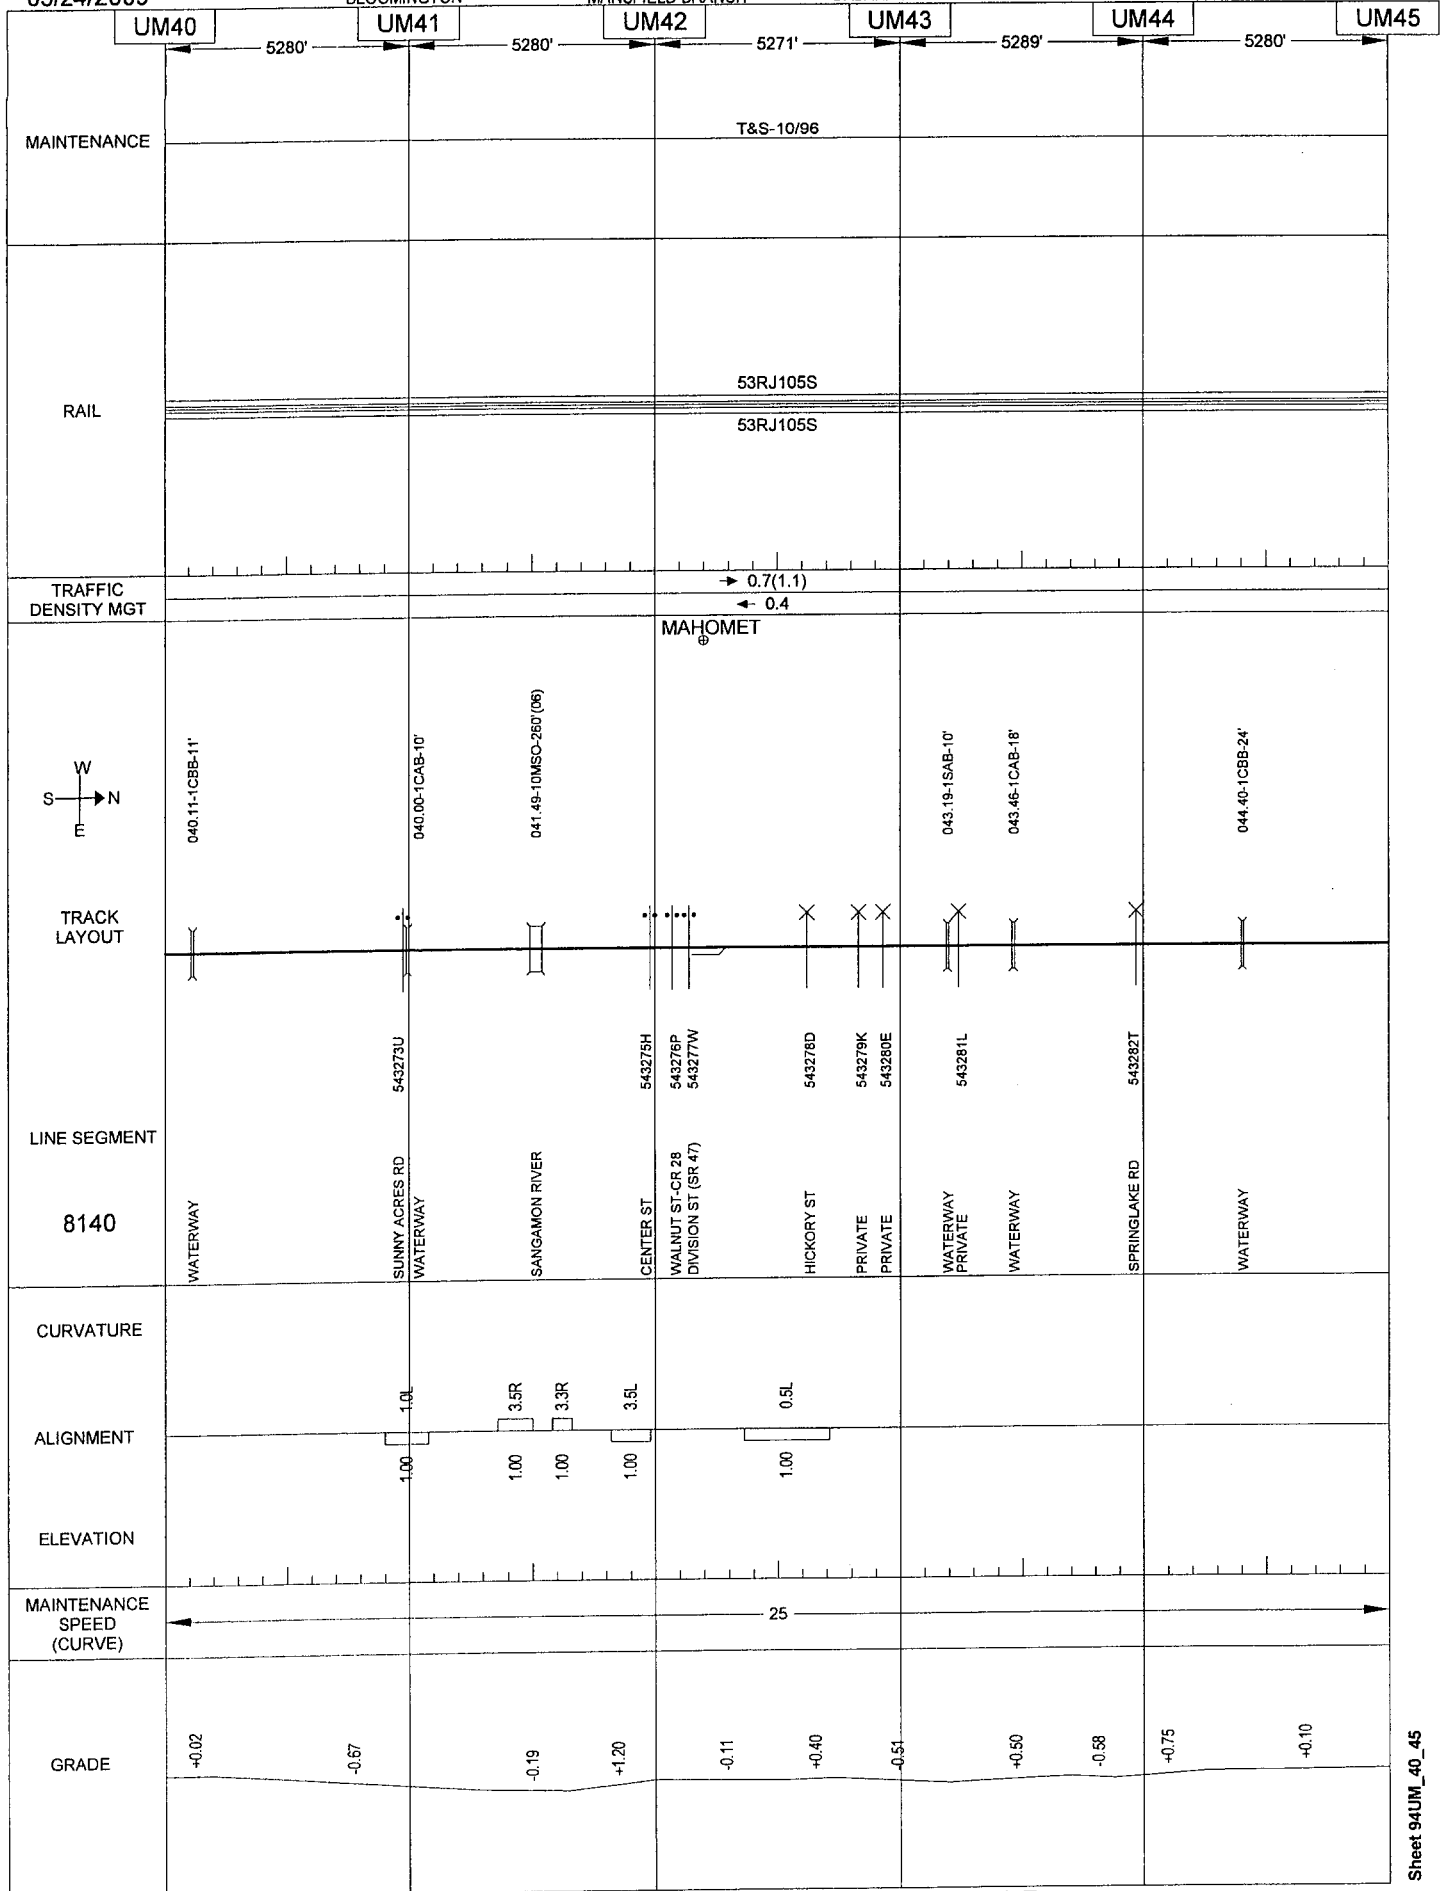 UM40 UM41 UM42 UM43 UM44 UM45
5280' 5280' 5271' 5289' 5280'
MAINTENANCE
T&S-10/96
RAIL
53RJ105S
53RJ105S
TRAFFIC
DENSITY MGT
→ 0.7(1.1)
← 0.4
MAHOMET
W
S N
E
040.11-1CBB-11'
040.00-1CAB-10'
041.49-10MSO-260'(06)
043.19-1SAB-10'
043.46-1CAB-18'
044.40-1CBB-24'
TRACK
LAYOUT
543273U
543275H
543276P
543277W
543278D
543279K
543280E
543281L
543282T
LINE SEGMENT
8140
WATERWAY
SUNNY ACRES RD
WATERWAY
SANGAMON RIVER
CENTER ST
WALNUT ST-CR 28
DIVISION ST (SR 47)
HICKORY ST
PRIVATE
PRIVATE
WATERWAY
PRIVATE
WATERWAY
SPRINGLAKE RD
WATERWAY
CURVATURE
1.0L 3.5R 3.3R 3.5L 0.5L
ALIGNMENT
1.00 1.00 1.00 1.00 1.00
ELEVATION
MAINTENANCE
SPEED
(CURVE)
25
GRADE
+0.02 -0.67 -0.19 +1.20 -0.11 +0.40 -0.51 +0.50 -0.58 +0.75 +0.10
Sheet 94UM_40_45